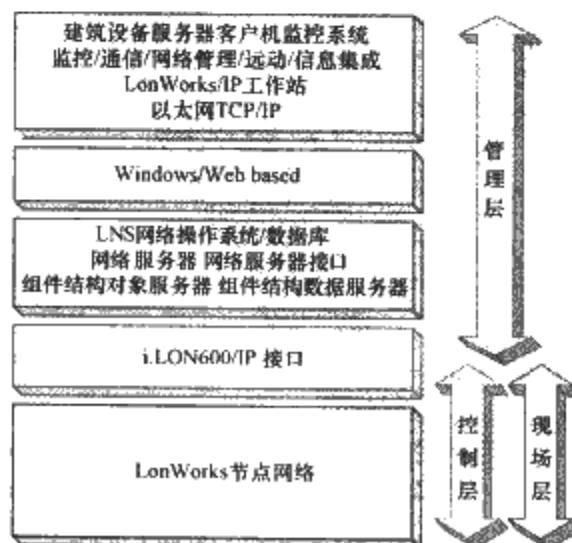 建筑设备服务器客户机监控系统
监控/通信/网络管理/远动/信息集成
LonWorks/IP工作站
以太网TCP/IP
Windows/Web based
LNS网络操作系统/数据库
网络服务器 网络服务器接口
组件结构对象服务器 组件结构数据服务器
i.LON600/IP 接口
LonWorks节点网络
管理层
控制层
现场层